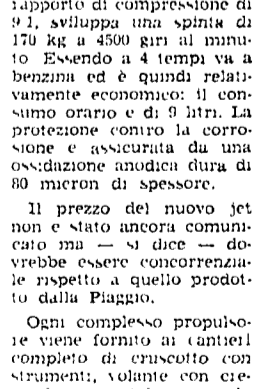 rapporto di compressione di
9 1, sviluppa una spinta di
170 kg a 4500 giri al minu-
to Essendo a 4 tempi va a
benzina ed è quindi relati-
vamente economico: il con-
sumo orario e di 9 litri. La
protezione contro la corro-
sione e assicurata da una
ossidazione anodica dura di
80 micron di spessore.
Il prezzo del nuovo jet
non e stato ancora comuni-
cato ma — si dice — do-
vrebbe essere concorrenzia-
le rispetto a quello prodot-
to dalla Piaggio.
Ogni complesso propulso-
re viene fornito ai cantieri
completo di cruscotto con
strumenti, volante con cre-